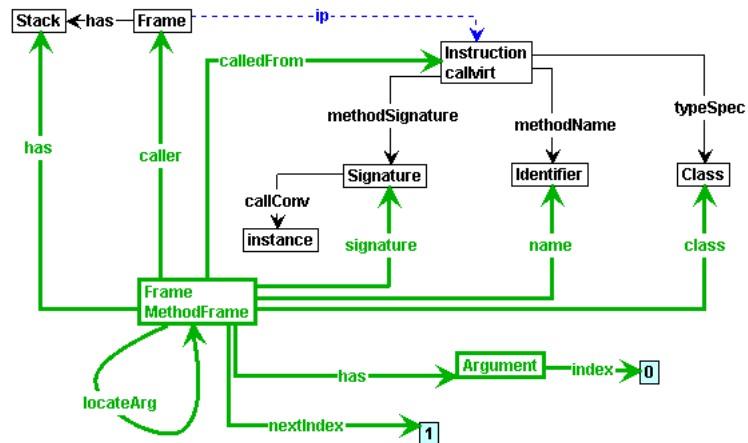 Stack
has
Frame
ip
Instruction
callvirt
calledFrom
methodSignature
methodName
typeSpec
has
caller
Signature
Identifier
Class
callConv
instance
signature
name
class
Frame
MethodFrame
locateArg
has
Argument
index
0
nextIndex
1